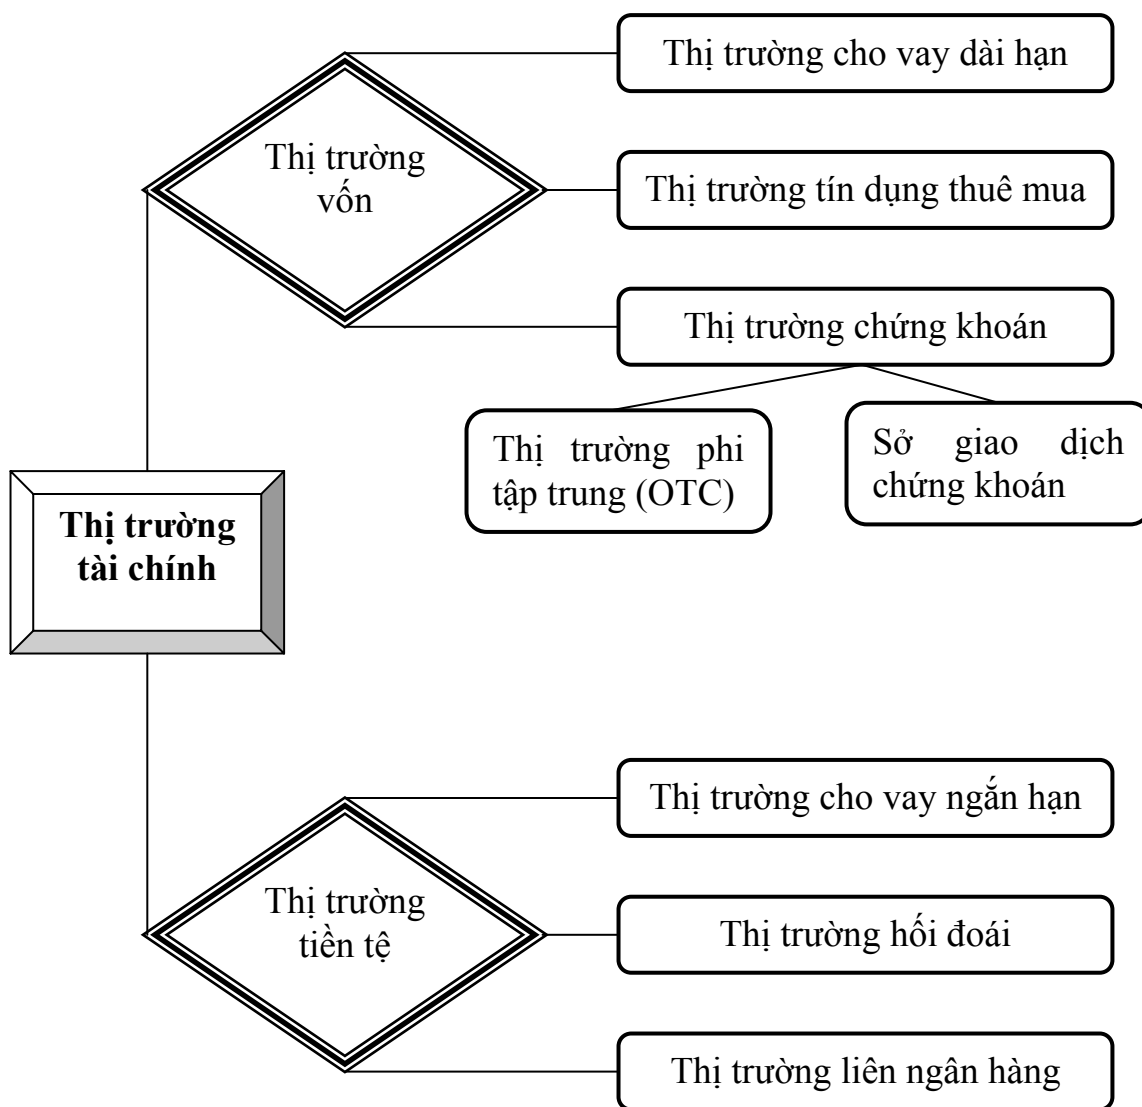 Thị trường cho vay dài hạn
Thị trường
vốn
Thị trường tín dụng thuê mua
Thị trường chứng khoán
Thị trường phi
tập trung (OTC)
Sở giao dịch
chứng khoán
Thị trường
tài chính
Thị trường cho vay ngắn hạn
Thị trường
tiền tệ
Thị trường hối đoái
Thị trường liên ngân hàng